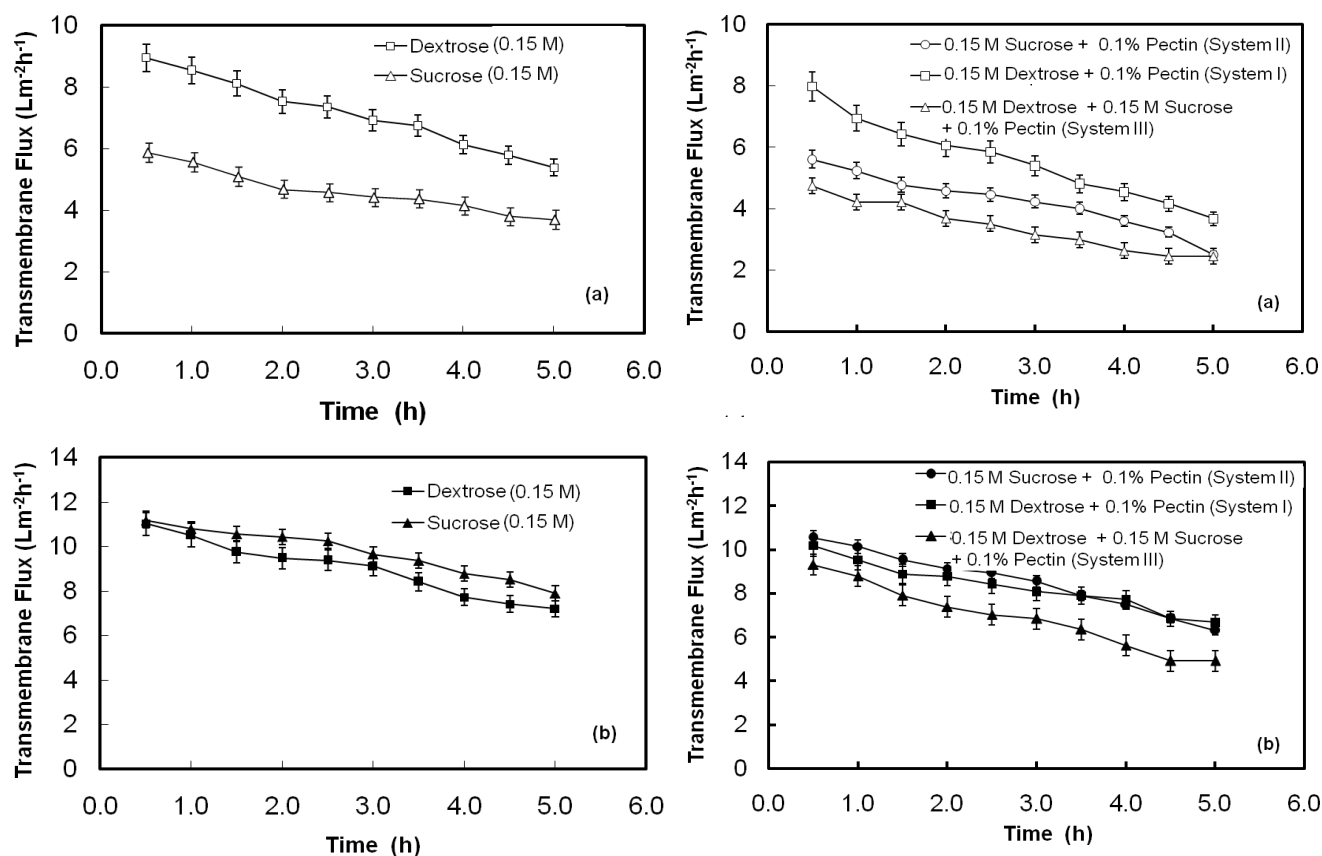 Transmembrane Flux (Lm-2h-1)
10
8
6
4
2
0
Dextrose (0.15 M)
Sucrose (0.15 M)
(a)
0.0 1.0 2.0 3.0 4.0 5.0 6.0
Time (h)
Transmembrane Flux (Lm-2h-1)
10
8
6
4
2
0
0.15 M Sucrose + 0.1% Pectin (System II)
0.15 M Dextrose + 0.1% Pectin (System I)
0.15 M Dextrose + 0.15 M Sucrose
+ 0.1% Pectin (System III)
(a)
0.0 1.0 2.0 3.0 4.0 5.0 6.0
Time (h)
Transmembrane Flux (Lm-2h-1)
14
12
10
8
6
4
2
0
Dextrose (0.15 M)
Sucrose (0.15 M)
(b)
0.0 1.0 2.0 3.0 4.0 5.0 6.0
Time (h)
Transmembrane Flux (Lm-2h-1)
14
12
10
8
6
4
2
0
0.15 M Sucrose + 0.1% Pectin (System II)
0.15 M Dextrose + 0.1% Pectin (System I)
0.15 M Dextrose + 0.15 M Sucrose
+ 0.1% Pectin (System III)
(b)
0.0 1.0 2.0 3.0 4.0 5.0 6.0
Time (h)